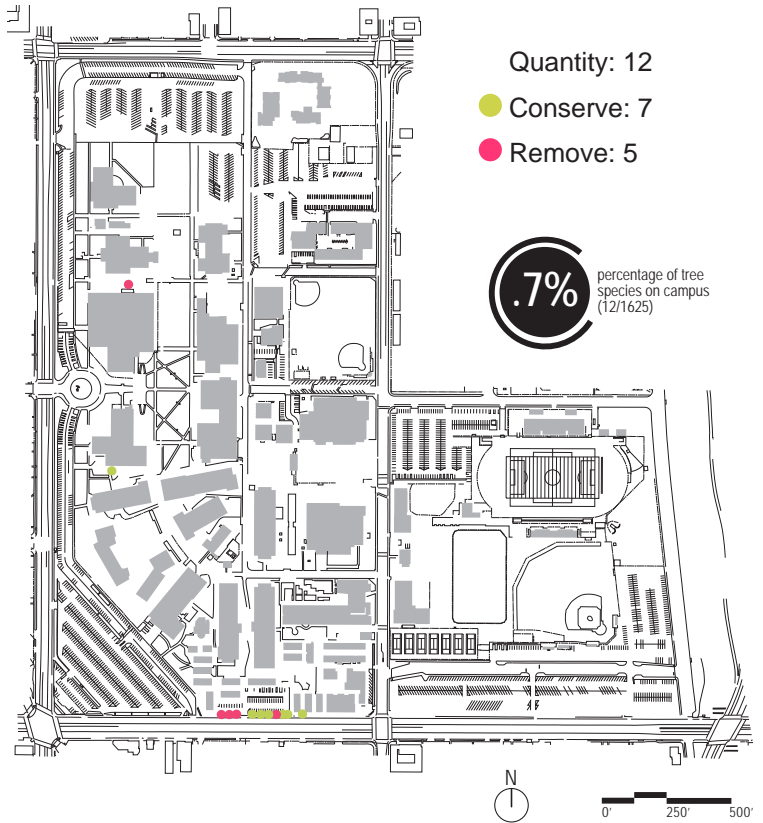 Quantity: 12
Conserve: 7
Remove: 5
.7%
percentage of tree
species on campus
(12/1625)
N
0' 250' 500'